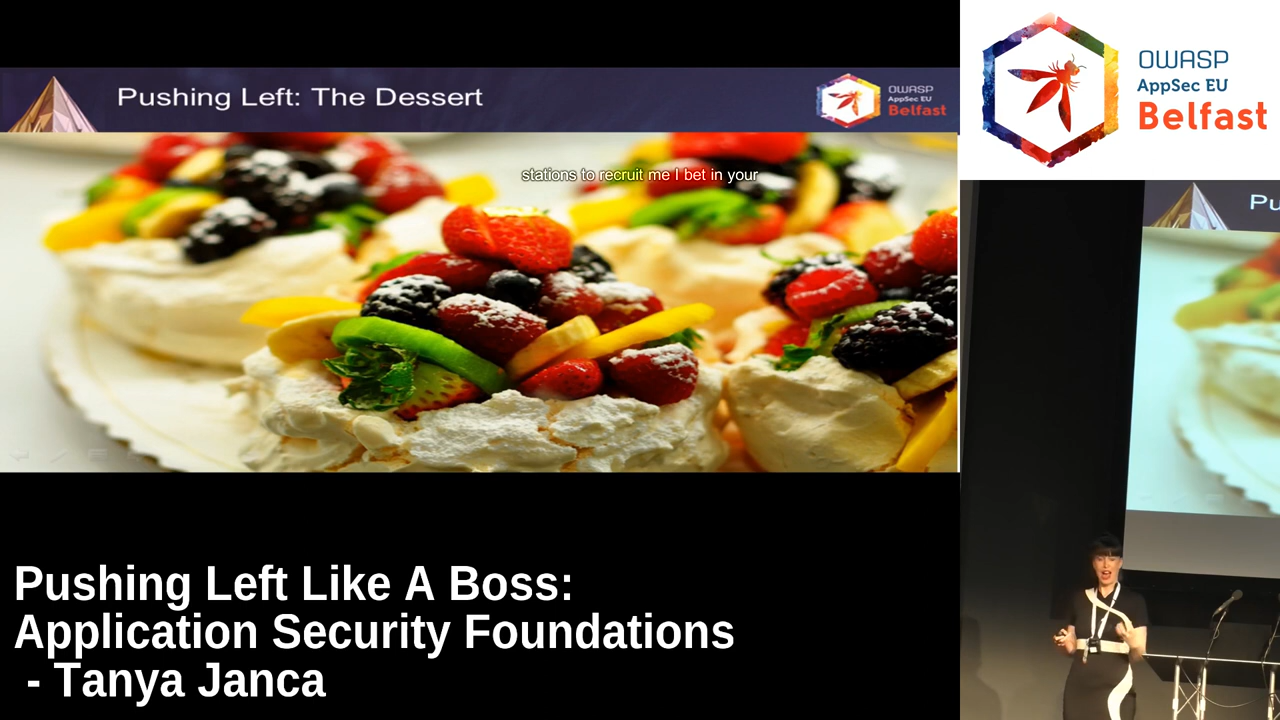 Pushing Left: The Dessert
OWASP
AppSec EU
Belfast
stations to recruit me I bet in your
OWASP
AppSec EU
Belfast
Pu
Pushing Left Like A Boss:
Application Security Foundations
- Tanya Janca